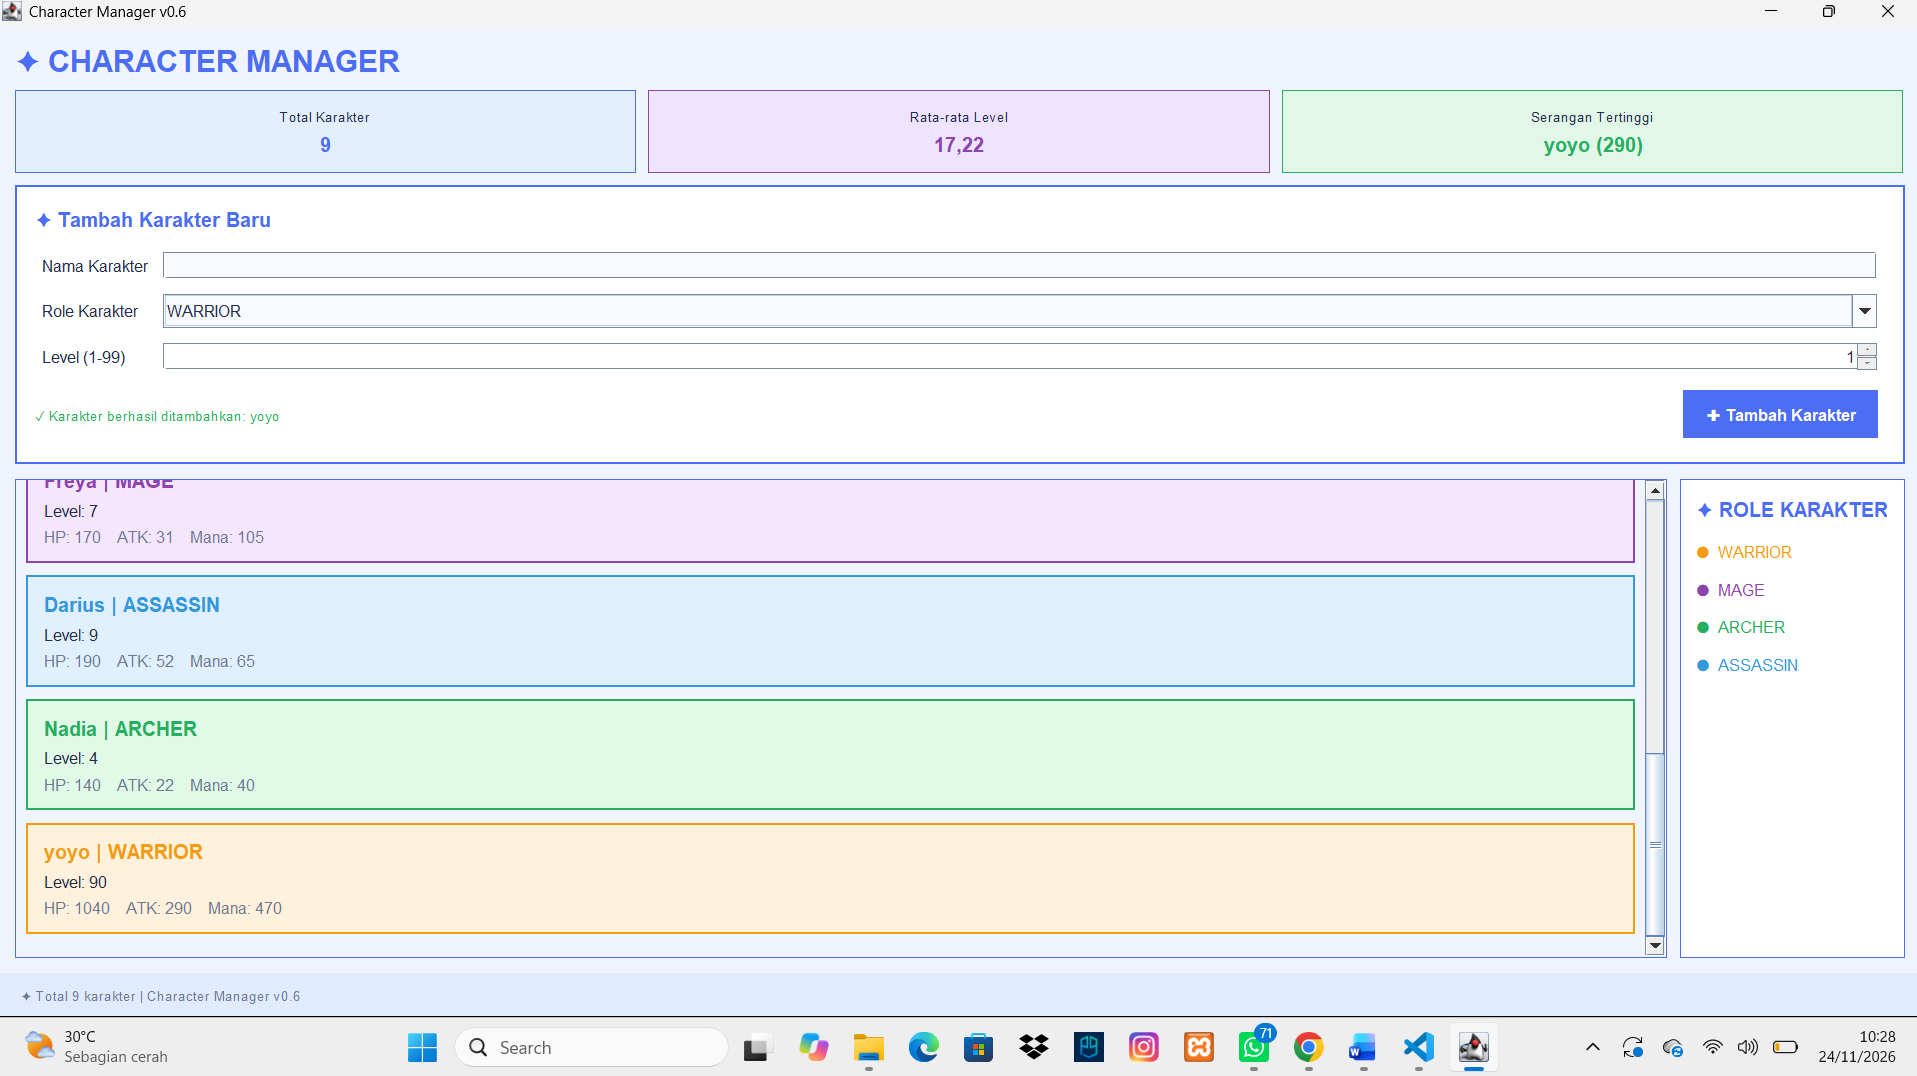 Character Manager v0.6
✦ CHARACTER MANAGER
Total Karakter
9
Rata-rata Level
17,22
Serangan Tertinggi
yoyo (290)
✦ Tambah Karakter Baru
Nama Karakter
Role Karakter
WARRIOR
Level (1-99)
1
✓ Karakter berhasil ditambahkan: yoyo
✚ Tambah Karakter
Freya | MAGE
Level: 7
HP: 170 ATK: 31 Mana: 105
Darius | ASSASSIN
Level: 9
HP: 190 ATK: 52 Mana: 65
Nadia | ARCHER
Level: 4
HP: 140 ATK: 22 Mana: 40
yoyo | WARRIOR
Level: 90
HP: 1040 ATK: 290 Mana: 470
✦ ROLE KARAKTER
WARRIOR
MAGE
ARCHER
ASSASSIN
✦ Total 9 karakter | Character Manager v0.6
30°C
Sebagian cerah
Search
71
10:28
24/11/2026